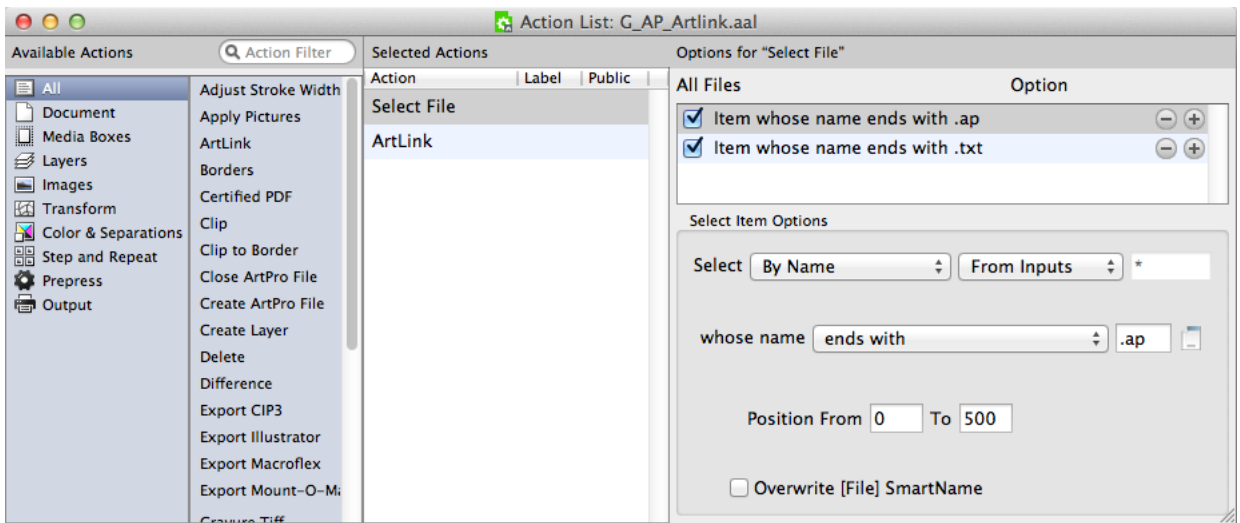 Action List: G_AP_Artlink.aal
Available Actions
Action Filter
Selected Actions
Options for "Select File"
All
Document
Media Boxes
Layers
Images
Transform
Color & Separations
Step and Repeat
Prepress
Output
Adjust Stroke Width
Apply Pictures
ArtLink
Borders
Certified PDF
Clip
Clip to Border
Close ArtPro File
Create ArtPro File
Create Layer
Delete
Difference
Export CIP3
Export Illustrator
Export Macroflex
Export Mount-O-Ma
Gravure Tiff
Action Label Public
Select File
ArtLink
All Files Option
Item whose name ends with .ap
Item whose name ends with .txt
Select Item Options
Select By Name From Inputs *
whose name ends with .ap
Position From 0 To 500
Overwrite [File] SmartName